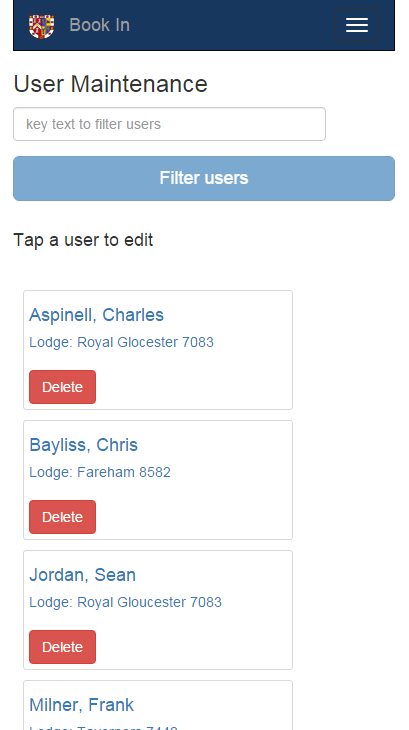 Book In
User Maintenance
key text to filter users
Filter users
Tap a user to edit
Aspinell, Charles
Lodge: Royal Glocester 7083
Delete
Bayliss, Chris
Lodge: Fareham 8582
Delete
Jordan, Sean
Lodge: Royal Gloucester 7083
Delete
Milner, Frank